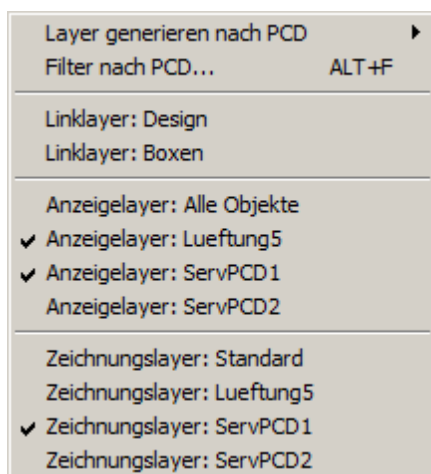 Layer generieren nach PCD
Filter nach PCD... ALT+F
Linklayer: Design
Linklayer: Boxen
Anzeigelayer: Alle Objekte
Anzeigelayer: Lueftung5
Anzeigelayer: ServPCD1
Anzeigelayer: ServPCD2
Zeichnungslayer: Standard
Zeichnungslayer: Lueftung5
Zeichnungslayer: ServPCD1
Zeichnungslayer: ServPCD2